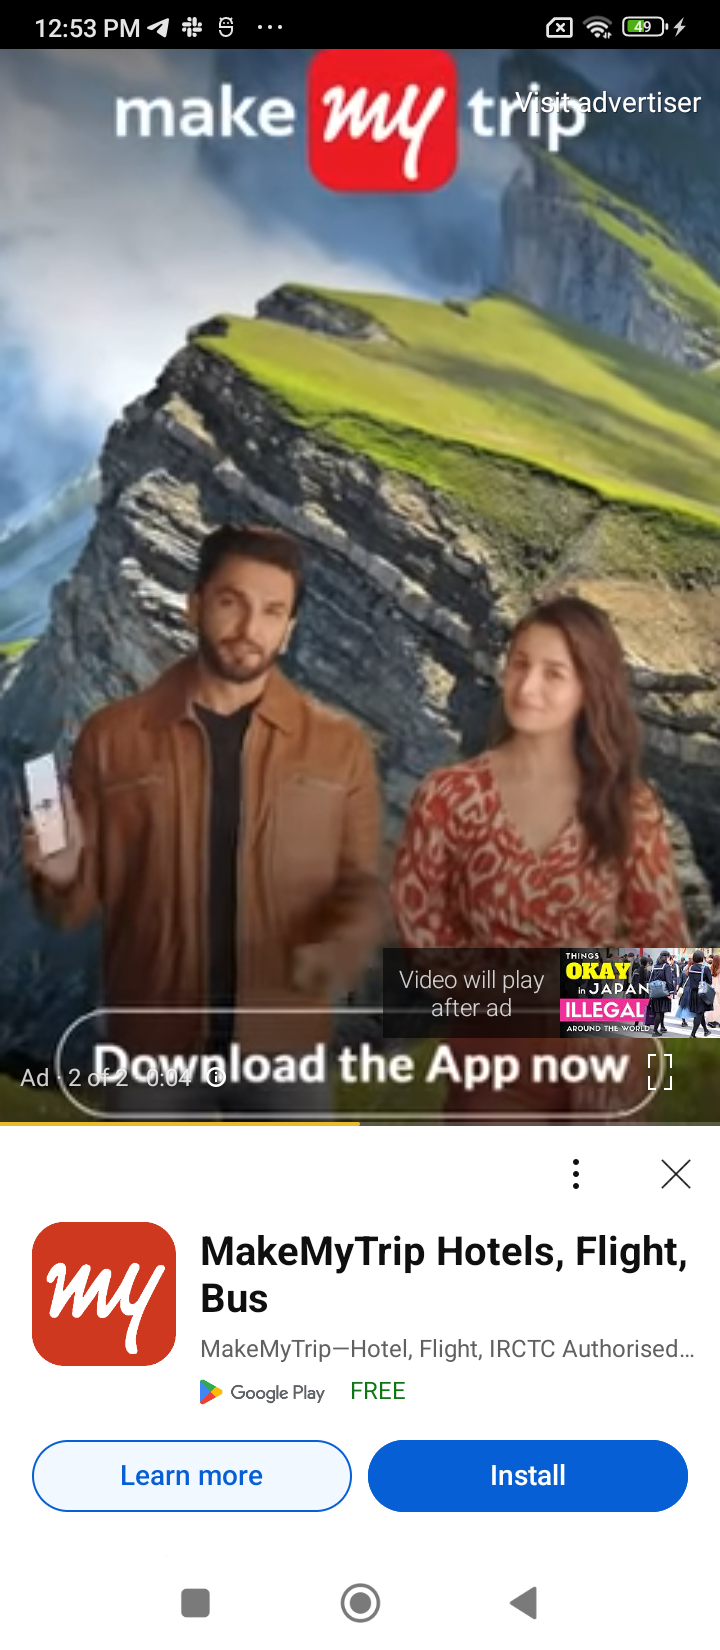 12:53 PM
49
make my trip
Visit advertiser
Video will play
after ad
THINGS
OKAY
in JAPAN
ILLEGAL
AROUND THE WORLD
Download the App now
Ad · 2 of 2 · 0:04
MakeMyTrip Hotels, Flight,
Bus
my
MakeMyTrip—Hotel, Flight, IRCTC Authorised...
Google Play FREE
Learn more
Install